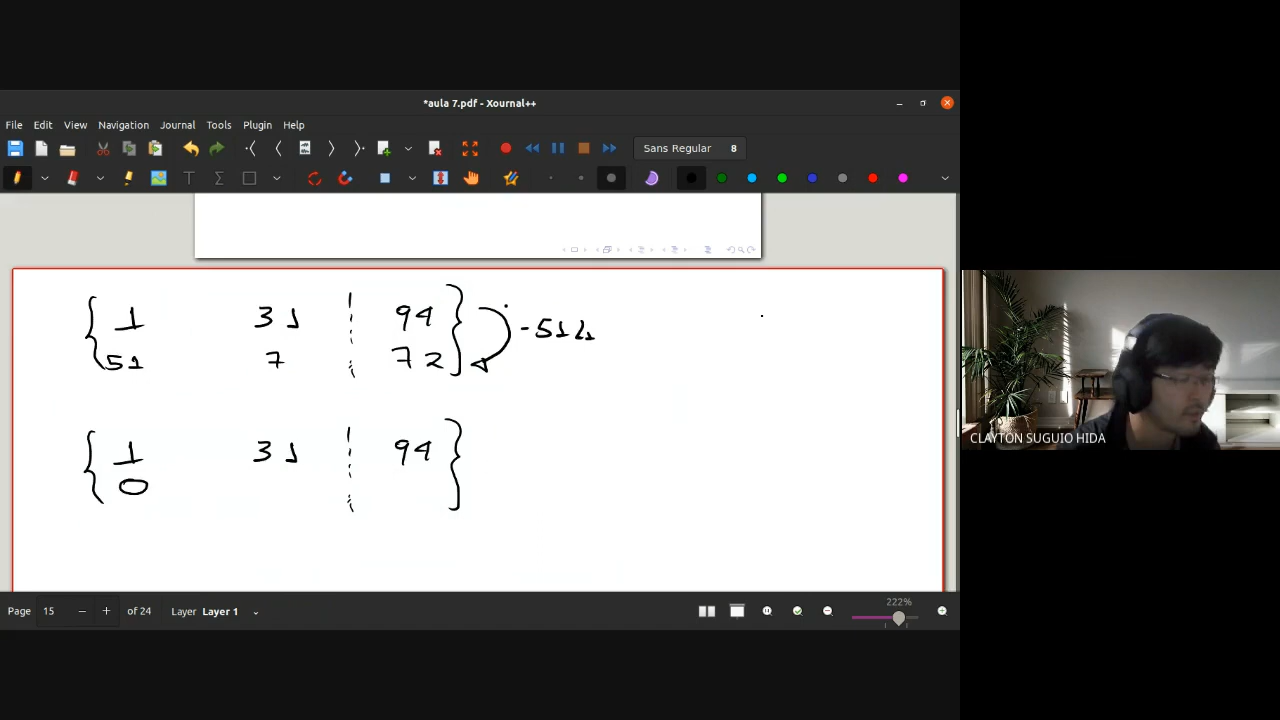 *aula 7.pdf - Xournal++
File Edit View Navigation Journal Tools Plugin Help
Sans Regular 8
1 31 94
51 7 72
-51L₁
1 31 94
0
CLAYTON SUGUIO HIDA
Page 15 of 24 Layer Layer 1 222%